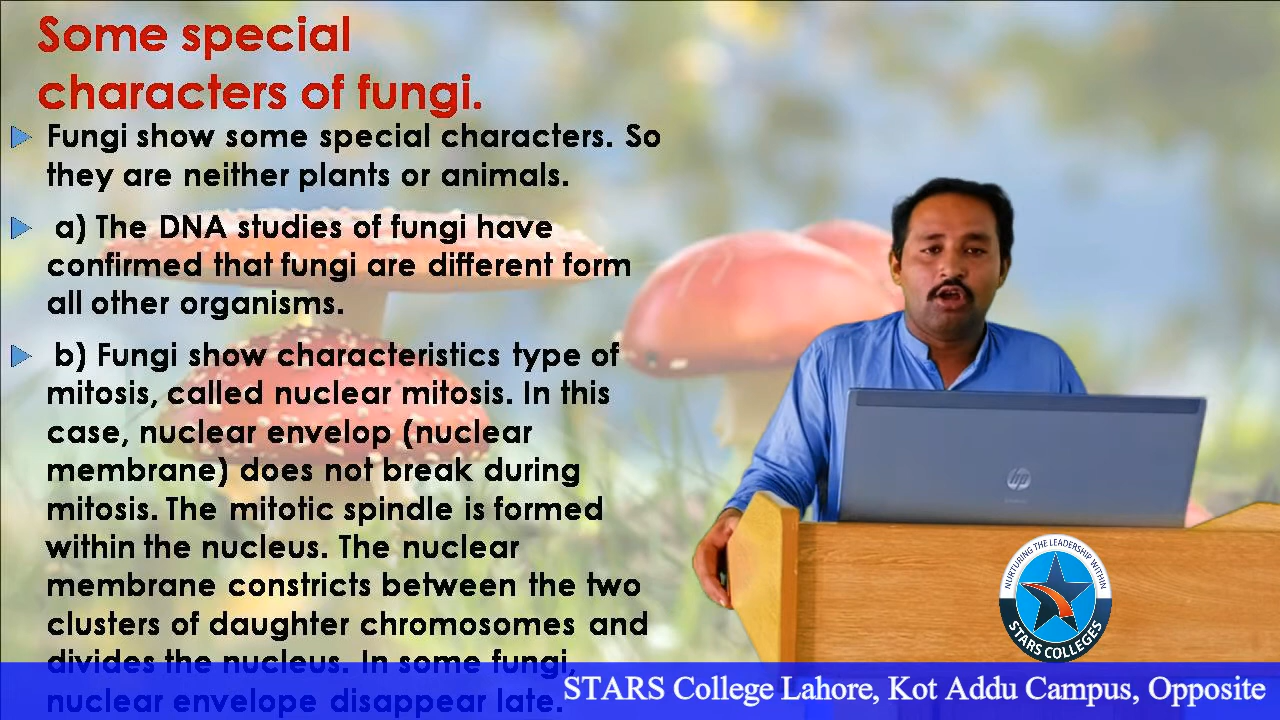 Some special
characters of fungi.
Fungi show some special characters. So
they are neither plants or animals.
a) The DNA studies of fungi have
confirmed that fungi are different form
all other organisms.
b) Fungi show characteristics type of
mitosis, called nuclear mitosis. In this
case, nuclear envelop (nuclear
membrane) does not break during
mitosis. The mitotic spindle is formed
within the nucleus. The nuclear
membrane constricts between the two
clusters of daughter chromosomes and
divides the nucleus. In some fungi,
nuclear envelope disappear late.
hp
NURTURING THE LEADERSHIP WITHIN
STARS COLLEGES
STARS College Lahore, Kot Addu Campus, Opposite